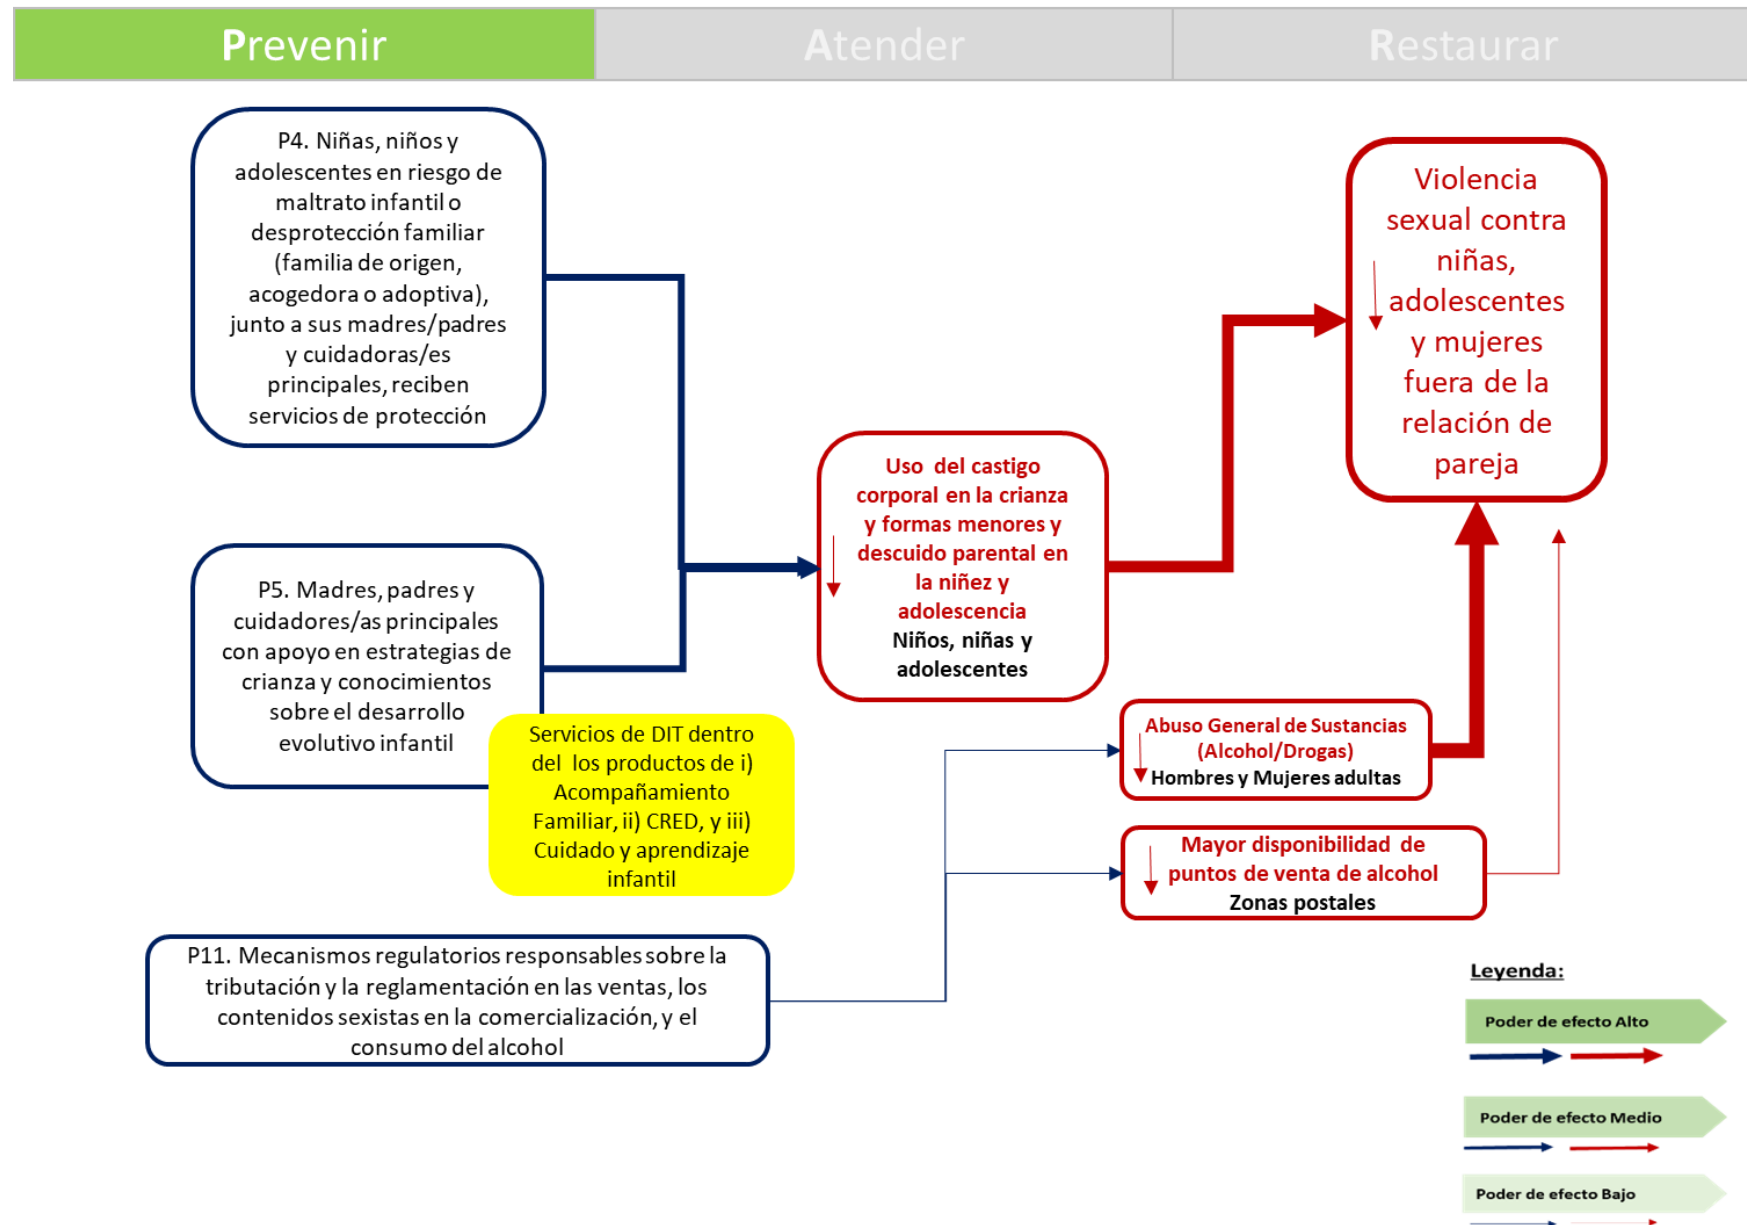 Prevenir
Atender
Restaurar
P4. Niñas, niños y
adolescentes en riesgo de
maltrato infantil o
desprotección familiar
(familia de origen,
acogedora o adoptiva),
junto a sus madres/padres
y cuidadoras/es
principales, reciben
servicios de protección
Violencia
sexual contra
niñas,
adolescentes
y mujeres
fuera de la
relación de
pareja
Uso del castigo
corporal en la crianza
y formas menores y
descuido parental en
la niñez y
adolescencia
Niños, niñas y
adolescentes
P5. Madres, padres y
cuidadores/as principales
con apoyo en estrategias de
crianza y conocimientos
sobre el desarrollo
evolutivo infantil
Servicios de DIT dentro
del los productos de i)
Acompañamiento
Familiar, ii) CRED, y iii)
Cuidado y aprendizaje
infantil
Abuso General de Sustancias
(Alcohol/Drogas)
Hombres y Mujeres adultas
Mayor disponibilidad de
puntos de venta de alcohol
Zonas postales
P11. Mecanismos regulatorios responsables sobre la
tributación y la reglamentación en las ventas, los
contenidos sexistas en la comercialización, y el
consumo del alcohol
Leyenda:
Poder de efecto Alto
Poder de efecto Medio
Poder de efecto Bajo